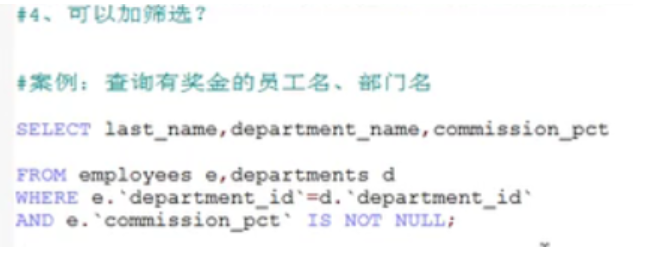 #4、可以加筛选？
#案例：查询有奖金的员工名、部门名
SELECT last_name,department_name,commission_pct
FROM employees e,departments d
WHERE e.`department_id`=d.`department_id`
AND e.`commission_pct` IS NOT NULL;